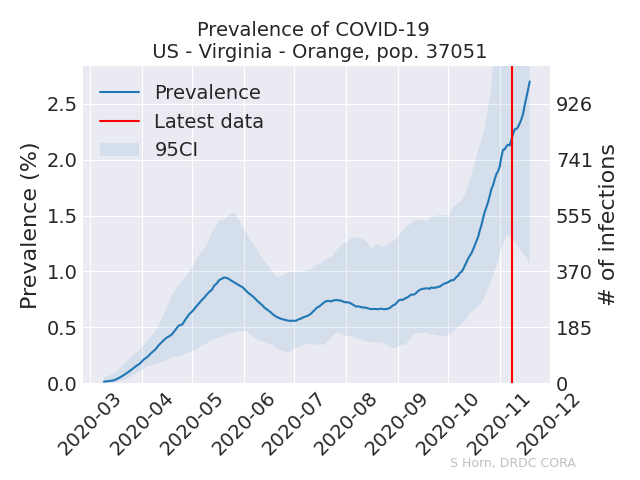 Prevalence of COVID-19
US - Virginia - Orange, pop. 37051
Prevalence
Latest data
95CI
Prevalence (%)
2.5
2.0
1.5
1.0
0.5
0.0
926
741
555
370
185
0
# of infections
2020-03
2020-04
2020-05
2020-06
2020-07
2020-08
2020-09
2020-10
2020-11
2020-12
S Horn, DRDC CORA